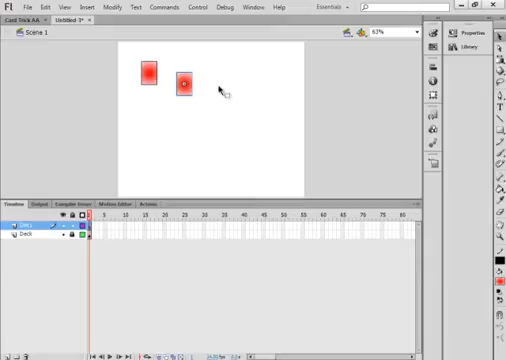 Fl File Edit View Insert Modify Text Commands Control Debug Window Help Essentials
Card Trick AA × Untitled-1* ×
Scene 1 63%
Properties
Library
Timeline Output Compiler Errors Motion Editor Actions
1 5 10 15 20 25 30 35 40 45 50 55 60 65 70 75 80
Deck